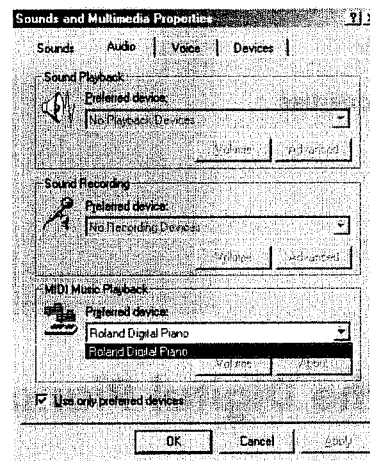 Sounds and Multimedia Properties
Sounds Audio Voice Devices
Sound Playback
Preferred device:
No Playback Devices
Volume Advanced
Sound Recording
Preferred device:
No Recording Devices
Volume Advanced
MIDI Music Playback
Preferred device:
Roland Digital Piano
Roland Digital Piano
Volume About
Use only preferred devices
OK Cancel Apply